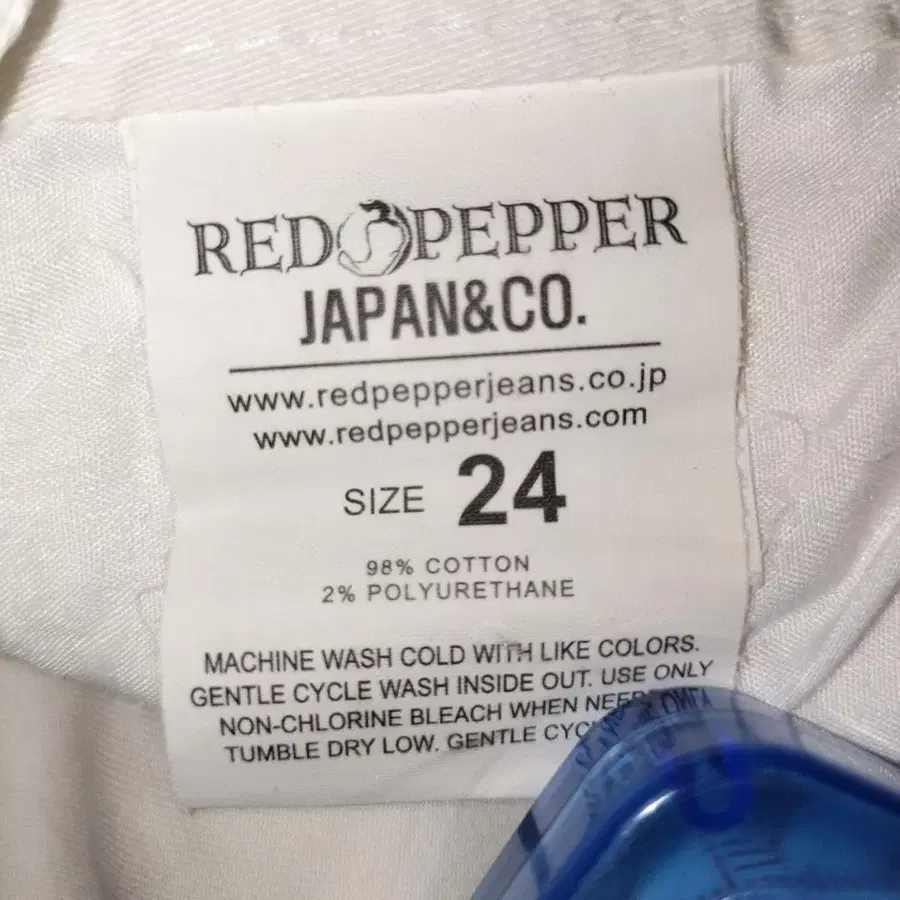 RED PEPPER
JAPAN&CO.
www.redpepperjeans.co.jp
www.redpepperjeans.com
SIZE 24
98% COTTON
2% POLYURETHANE
MACHINE WASH COLD WITH LIKE COLORS.
GENTLE CYCLE WASH INSIDE OUT. USE ONLY
NON-CHLORINE BLEACH WHEN
TUMBLE DRY LOW. GENTLE